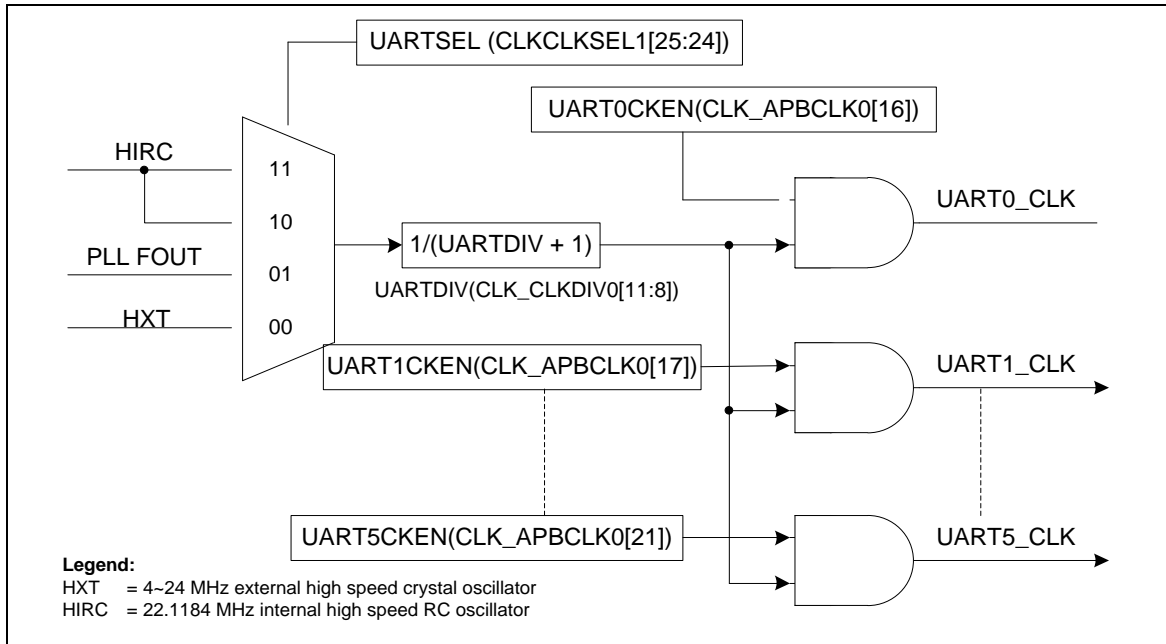 UARTSEL (CLKCLKSEL1[25:24])
UART0CKEN(CLK_APBCLK0[16])
HIRC
11
UART0_CLK
10
1/(UARTDIV + 1)
PLL FOUT
01
UARTDIV(CLK_CLKDIV0[11:8])
HXT
00
UART1CKEN(CLK_APBCLK0[17])
UART1_CLK
UART5CKEN(CLK_APBCLK0[21])
UART5_CLK
Legend:
HXT = 4~24 MHz external high speed crystal oscillator
HIRC = 22.1184 MHz internal high speed RC oscillator